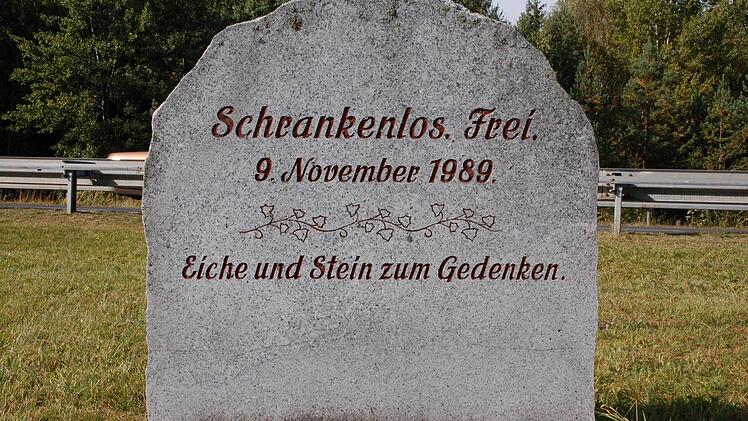 Schrankenlos. Frei.
9. November 1989.
Eiche und Stein zum Gedenken.